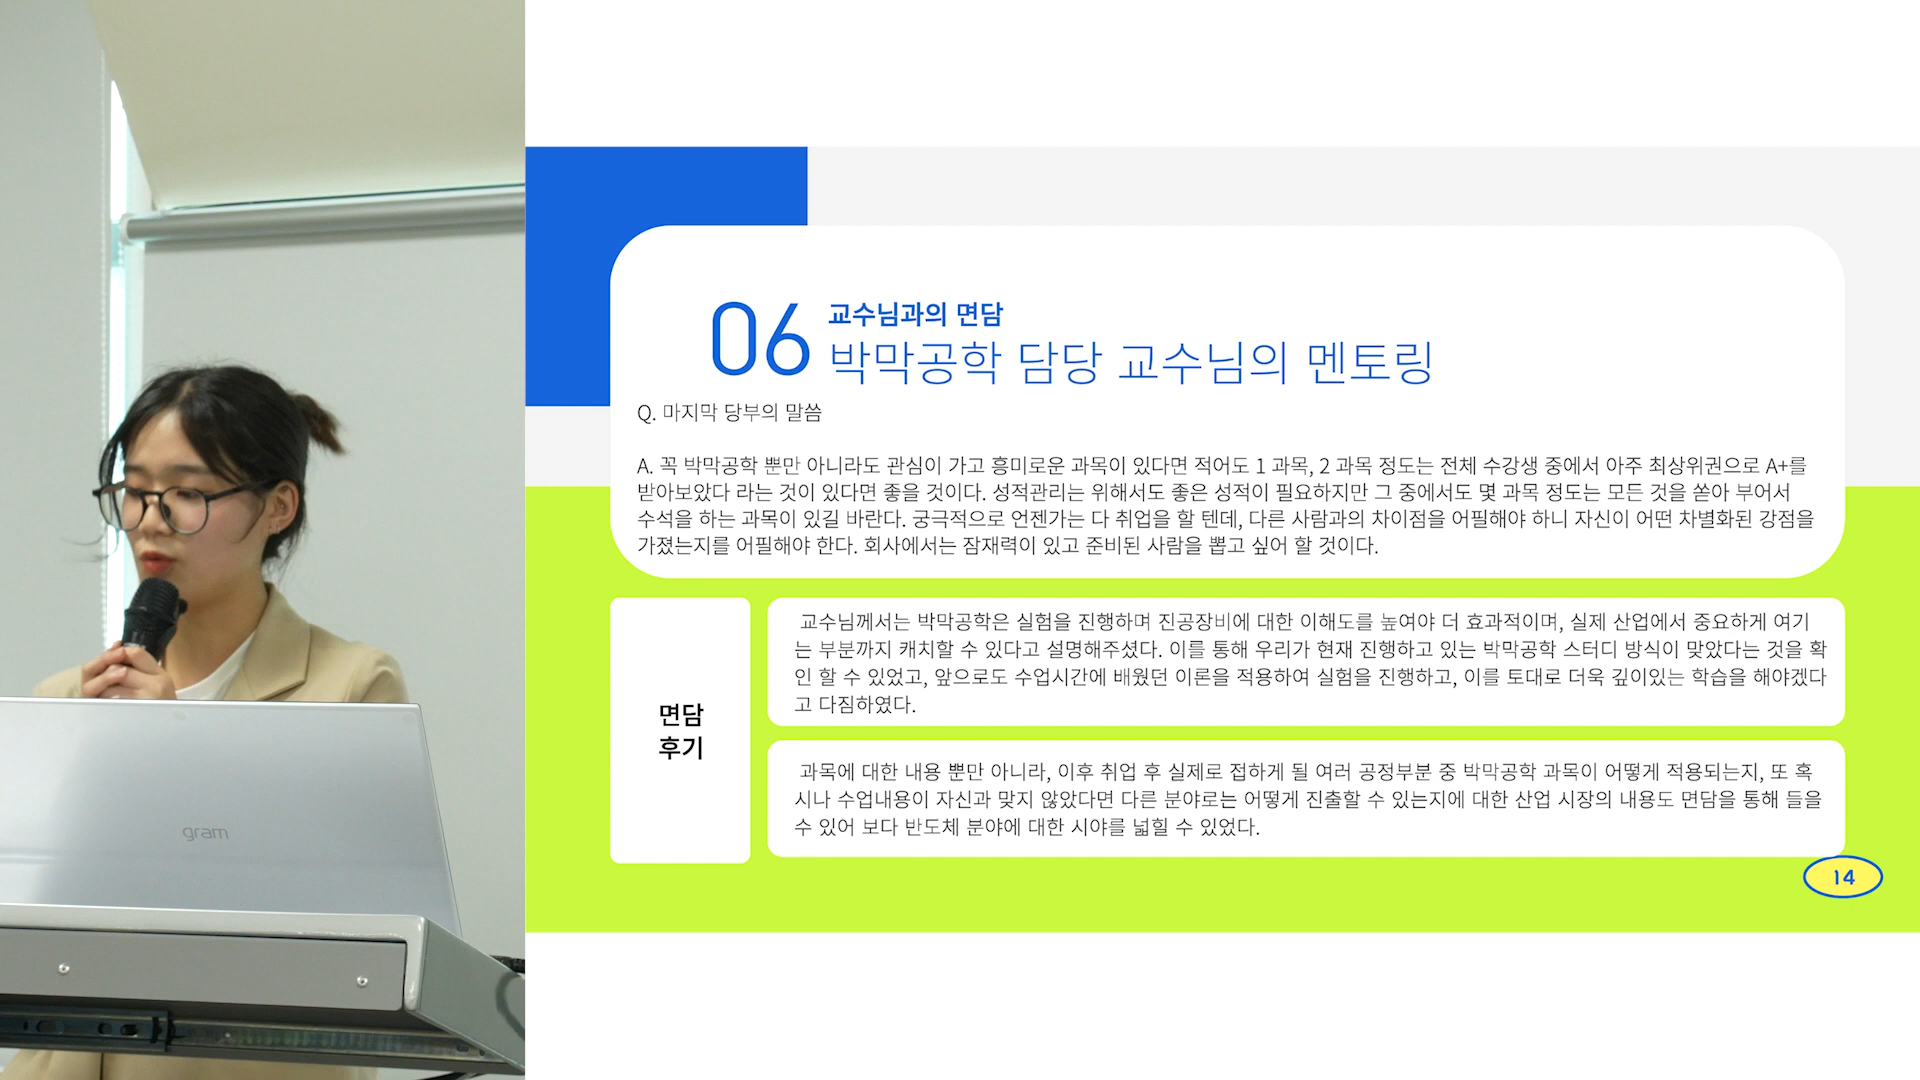 06
교수님과의 면담
박막공학 담당 교수님의 멘토링
Q. 마지막 당부의 말씀
A. 꼭 박막공학 뿐만 아니라도 관심이 가고 흥미로운 과목이 있다면 적어도 1 과목, 2 과목 정도는 전체 수강생 중에서 아주 최상위권으로 A+를
받아보았다 라는 것이 있다면 좋을 것이다. 성적관리는 위해서도 좋은 성적이 필요하지만 그 중에서도 몇 과목 정도는 모든 것을 쏟아 부어서
수석을 하는 과목이 있길 바란다. 궁극적으로 언젠가는 다 취업을 할 텐데, 다른 사람과의 차이점을 어필해야 하니 자신이 어떤 차별화된 강점을
가졌는지를 어필해야 한다. 회사에서는 잠재력이 있고 준비된 사람을 뽑고 싶어 할 것이다.
면담
후기
교수님께서는 박막공학은 실험을 진행하며 진공장비에 대한 이해도를 높여야 더 효과적이며, 실제 산업에서 중요하게 여기
는 부분까지 캐치할 수 있다고 설명해주셨다. 이를 통해 우리가 현재 진행하고 있는 박막공학 스터디 방식이 맞았다는 것을 확
인 할 수 있었고, 앞으로도 수업시간에 배웠던 이론을 적용하여 실험을 진행하고, 이를 토대로 더욱 깊이있는 학습을 해야겠다
고 다짐하였다.
과목에 대한 내용 뿐만 아니라, 이후 취업 후 실제로 접하게 될 여러 공정부분 중 박막공학 과목이 어떻게 적용되는지, 또 혹
시나 수업내용이 자신과 맞지 않았다면 다른 분야로는 어떻게 진출할 수 있는지에 대한 산업 시장의 내용도 면담을 통해 들을
수 있어 보다 반도체 분야에 대한 시야를 넓힐 수 있었다.
14
gram